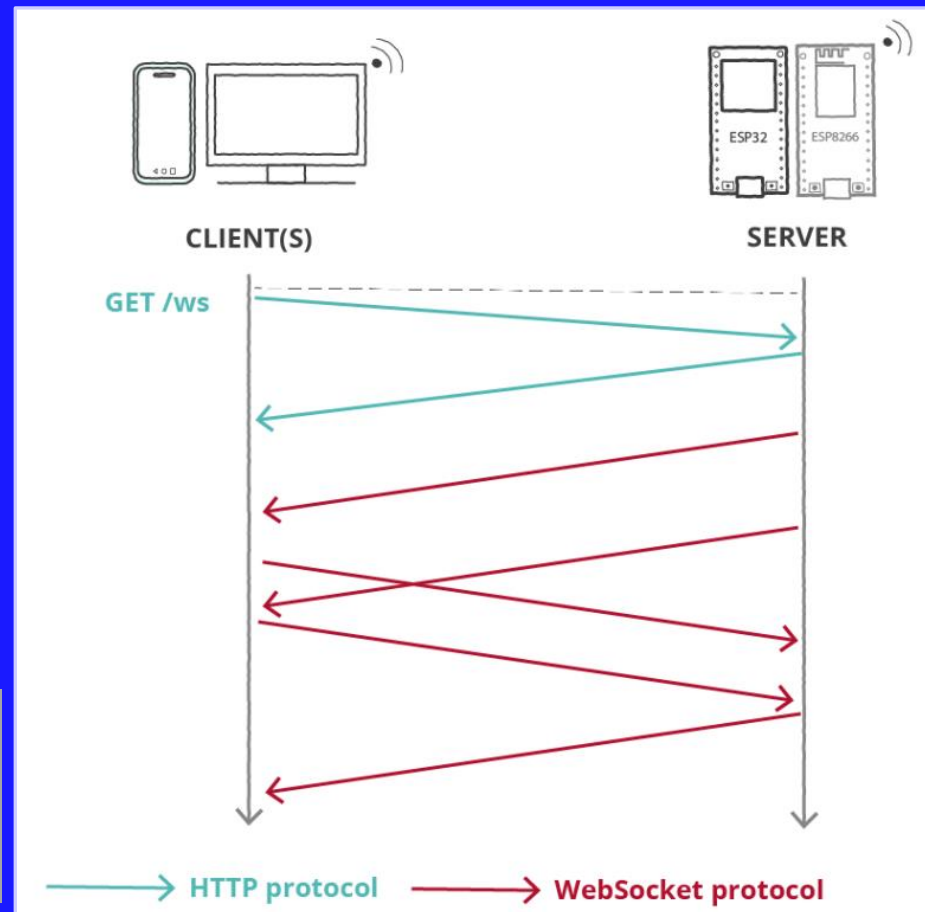 ESP32
ESP8266
CLIENT(S)
SERVER
GET /ws
HTTP protocol
WebSocket protocol